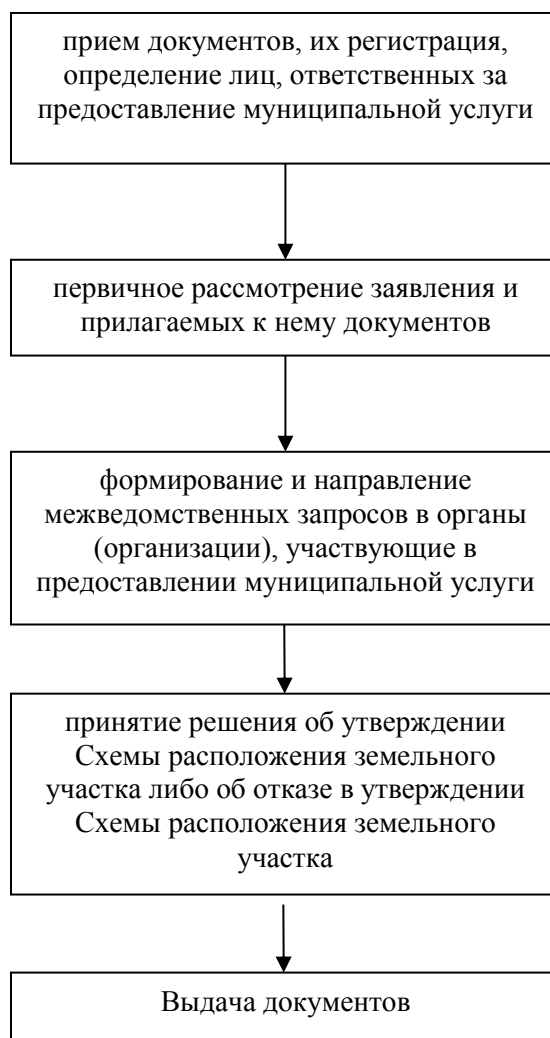 прием документов, их регистрация,
определение лиц, ответственных за
предоставление муниципальной услуги
первичное рассмотрение заявления и
прилагаемых к нему документов
формирование и направление
межведомственных запросов в органы
(организации), участвующие в
предоставлении муниципальной услуги
принятие решения об утверждении
Схемы расположения земельного
участка либо об отказе в утверждении
Схемы расположения земельного
участка
Выдача документов